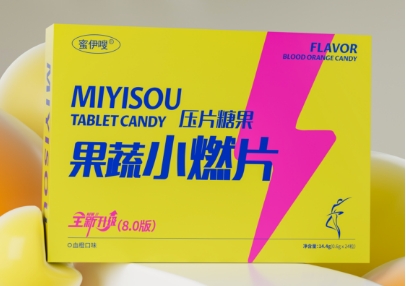 蜜伊嗖®
FLAVOR
BLOOD ORANGE CANDY
MIYISOU
TABLET CANDY 压片糖果
果蔬小燃片
全新升级(8.0版)
血橙口味
净含量:14.4g(0.6g×24粒)
MIYISOU